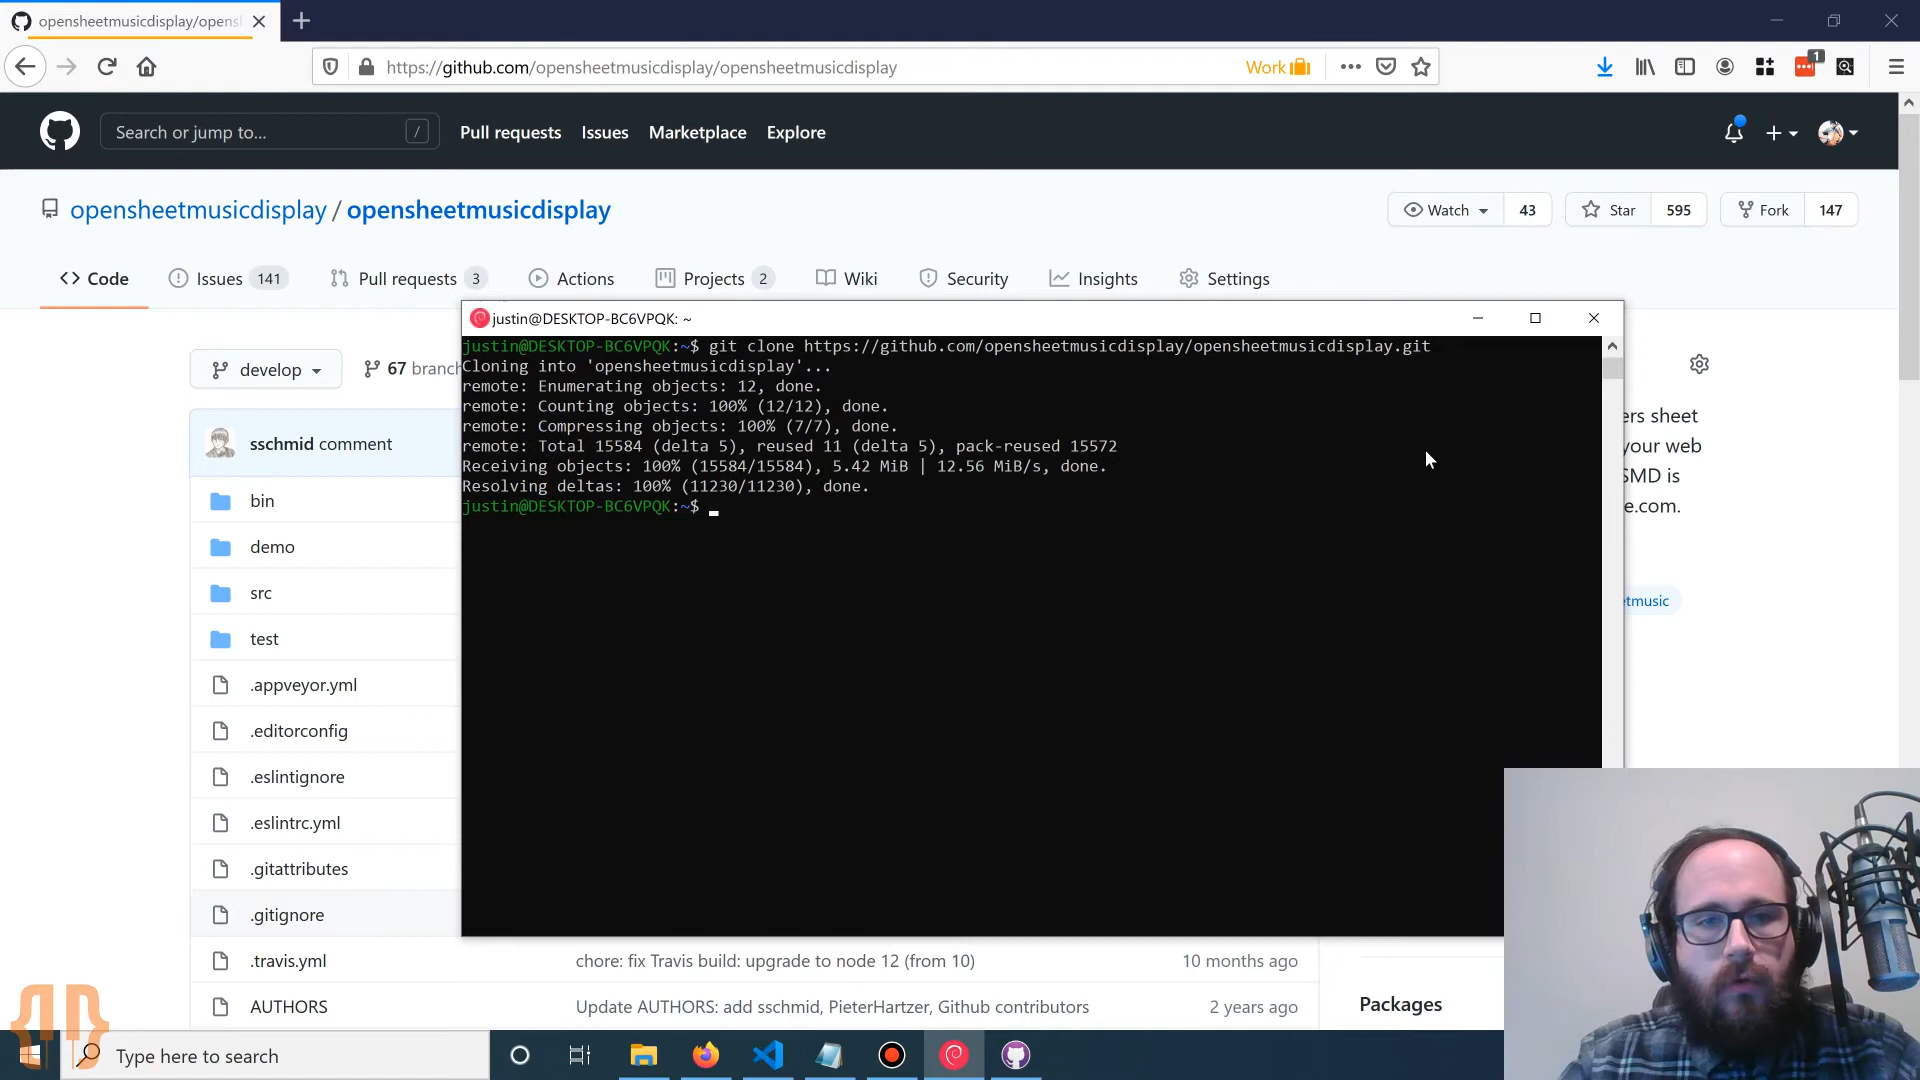 opensheetmusicdisplay/opens
https://github.com/opensheetmusicdisplay/opensheetmusicdisplay
Work
1
Search or jump to...
/
Pull requests
Issues
Marketplace
Explore
opensheetmusicdisplay / opensheetmusicdisplay
Watch 43
Star 595
Fork 147
Code
Issues 141
Pull requests 3
Actions
Projects 2
Wiki
Security
Insights
Settings
develop
67 branch
sschmid comment
bin
demo
src
test
.appveyor.yml
.editorconfig
.eslintignore
.eslintrc.yml
.gitattributes
.gitignore
.travis.yml
chore: fix Travis build: upgrade to node 12 (from 10)
10 months ago
AUTHORS
Update AUTHORS: add sschmid, PieterHartzer, Github contributors
2 years ago
justin@DESKTOP-BC6VPQK: ~
justin@DESKTOP-BC6VPQK:~$ git clone https://github.com/opensheetmusicdisplay/opensheetmusicdisplay.git
Cloning into 'opensheetmusicdisplay'...
remote: Enumerating objects: 12, done.
remote: Counting objects: 100% (12/12), done.
remote: Compressing objects: 100% (7/7), done.
remote: Total 15584 (delta 5), reused 11 (delta 5), pack-reused 15572
Receiving objects: 100% (15584/15584), 5.42 MiB | 12.56 MiB/s, done.
Resolving deltas: 100% (11230/11230), done.
justin@DESKTOP-BC6VPQK:~$
ers sheet
your web
SMD is
e.com.
etmusic
Packages
Type here to search